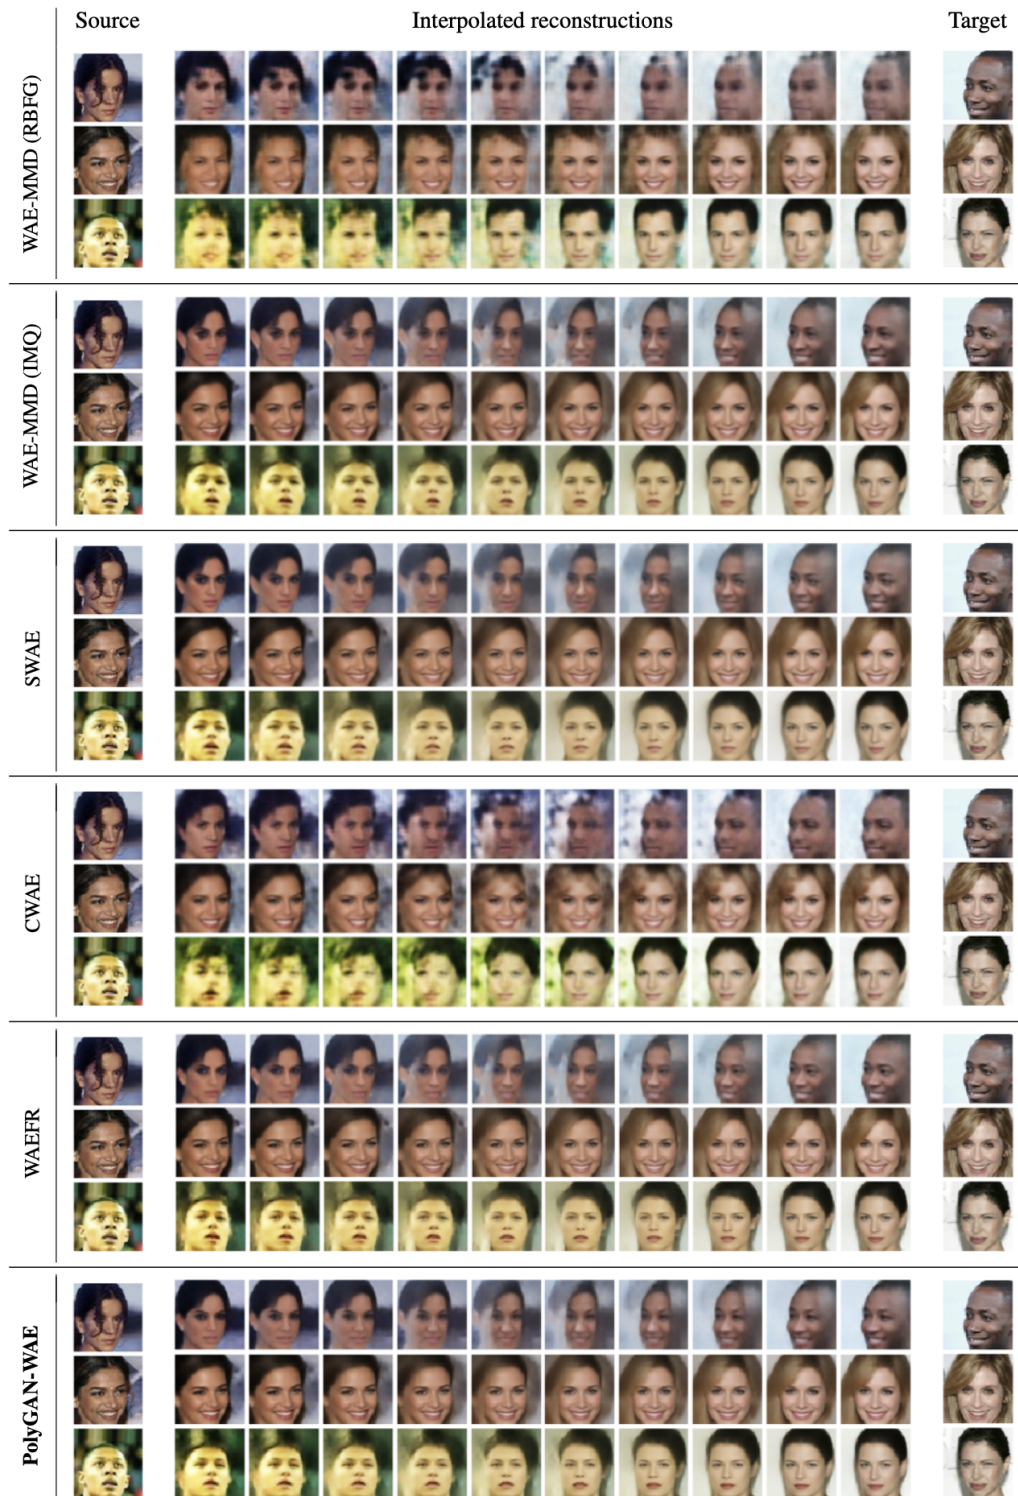 Source Interpolated reconstructions Target
WAE-MMD (RBFG)
WAE-MMD (IMQ)
SWAE
CWAE
WAEFR
PolyGAN-WAE